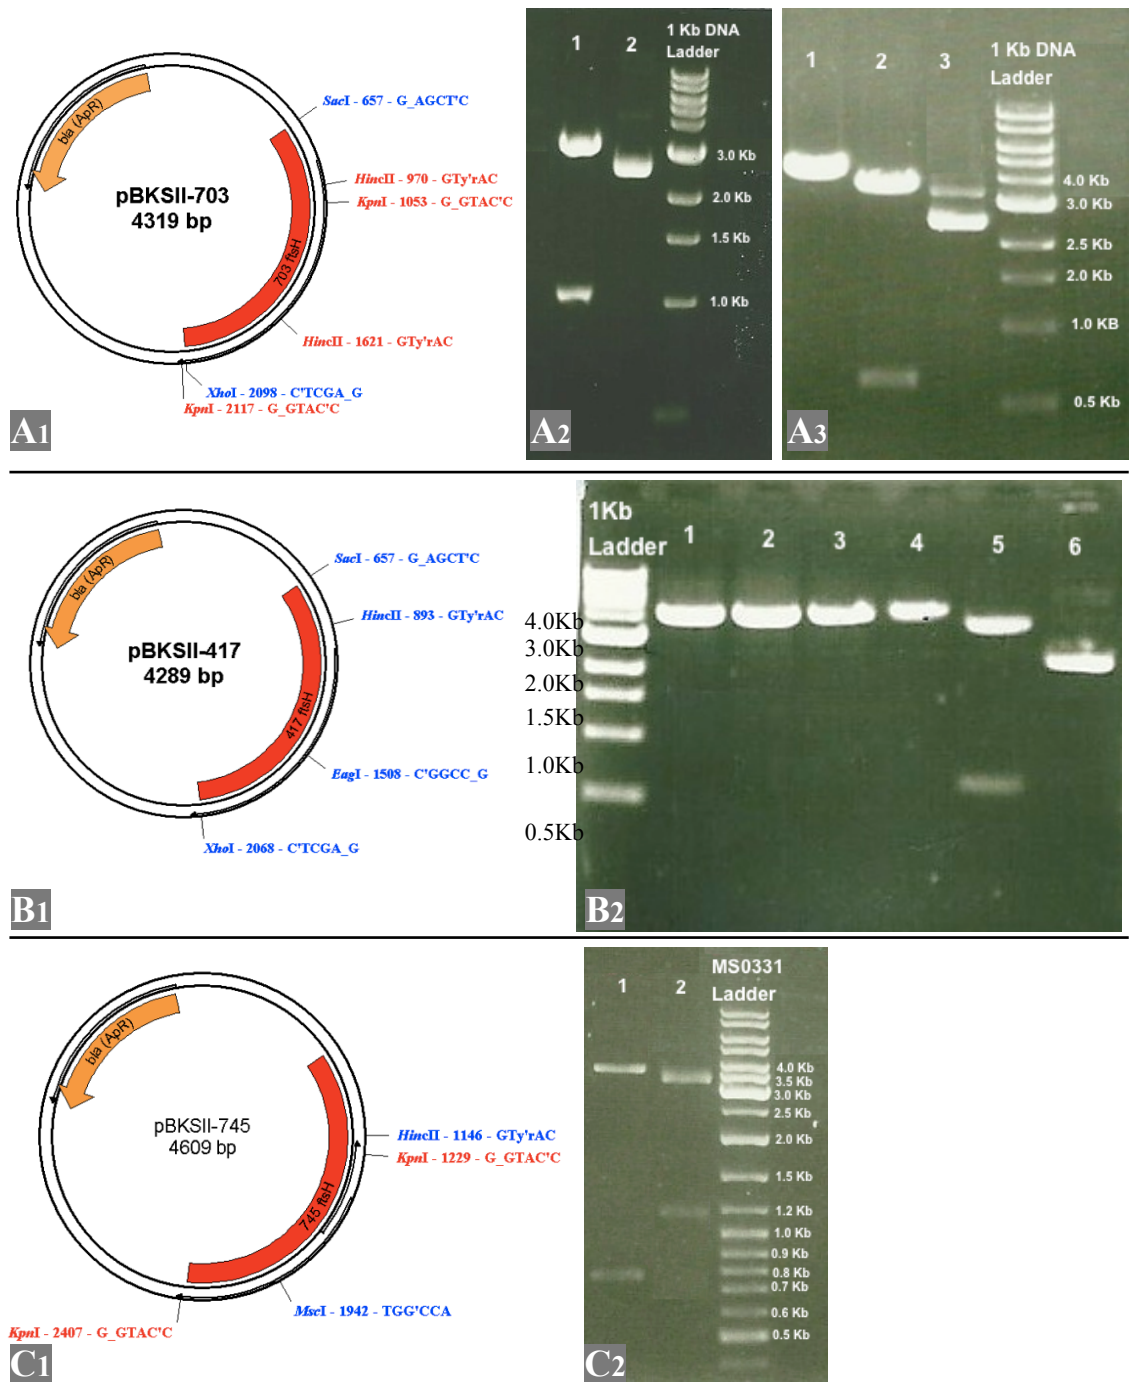 bla (ApR)
SacI - 657 - G_AGCT'C
HincII - 970 - GTy'rAC
KpnI - 1053 - G_GTAC'C
pBKSII-703
4319 bp
703 ftsH
HincII - 1621 - GTy'rAC
XhoI - 2098 - C'TCGA_G
KpnI - 2117 - G_GTAC'C
A1
1
2
1 Kb DNA
Ladder
3.0 Kb
2.0 Kb
1.5 Kb
1.0 Kb
A2
1
2
3
1 Kb DNA
Ladder
4.0 Kb
3.0 Kb
2.5 Kb
2.0 Kb
1.0 KB
0.5 Kb
A3
bla (ApR)
SacI - 657 - G_AGCT'C
HincII - 893 - GTy'rAC
pBKSII-417
4289 bp
417 ftsH
EagI - 1508 - C'GGCC_G
XhoI - 2068 - C'TCGA_G
B1
1Kb
Ladder
1
2
3
4
5
6
4.0Kb
3.0Kb
2.0Kb
1.5Kb
1.0Kb
0.5Kb
B2
bla (ApR)
pBKSII-745
4609 bp
HincII - 1146 - GTy'rAC
KpnI - 1229 - G_GTAC'C
745 ftsH
MscI - 1942 - TGG'CCA
KpnI - 2407 - G_GTAC'C
C1
1
2
MS0331
Ladder
4.0 Kb
3.5 Kb
3.0 Kb
2.5 Kb
2.0 Kb
1.5 Kb
1.2 Kb
1.0 Kb
0.9 Kb
0.8 Kb
0.7 Kb
0.6 Kb
0.5 Kb
C2